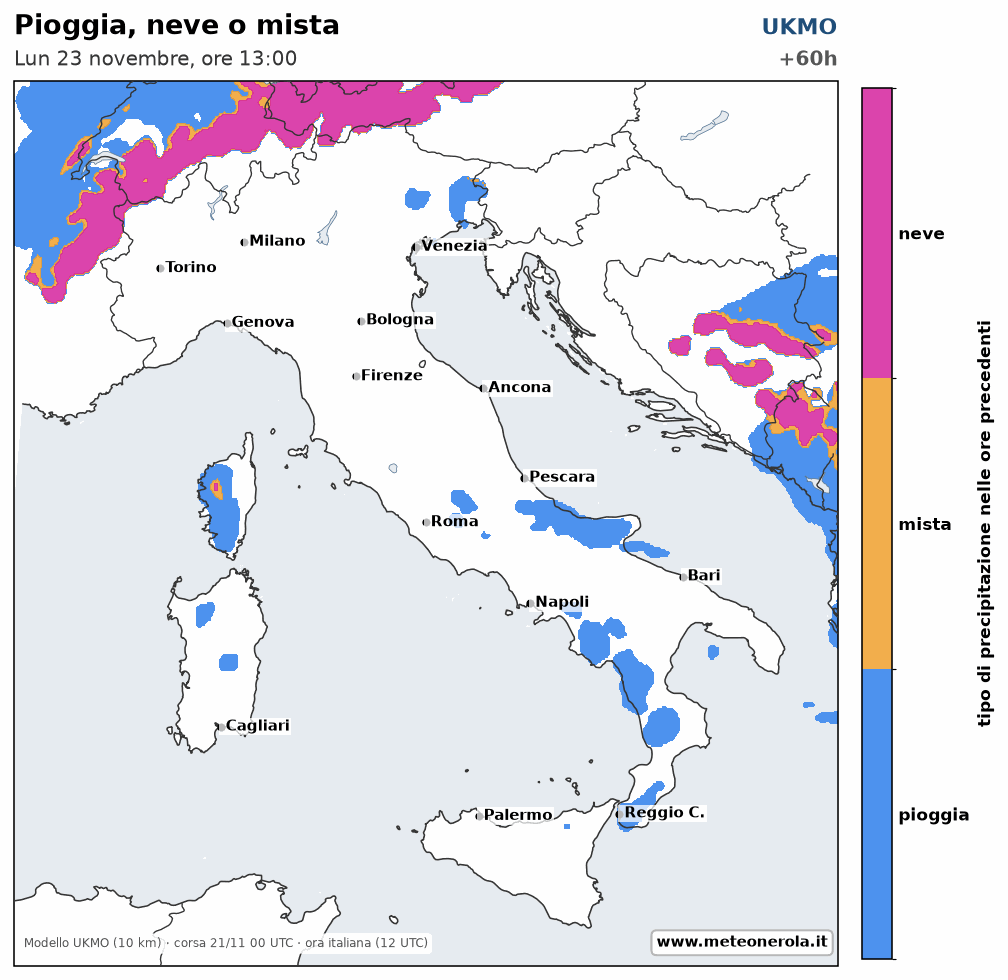 Pioggia, neve o mista
UKMO
Lun 23 novembre, ore 13:00
+60h
neve
Milano
Venezia
Torino
Genova
Bologna
Firenze
Ancona
Pescara
Roma
mista
Bari
Napoli
Cagliari
Palermo
Reggio C.
pioggia
tipo di precipitazione nelle ore precedenti
Modello UKMO (10 km) · corsa 21/11 00 UTC · ora italiana (12 UTC)
www.meteonerola.it